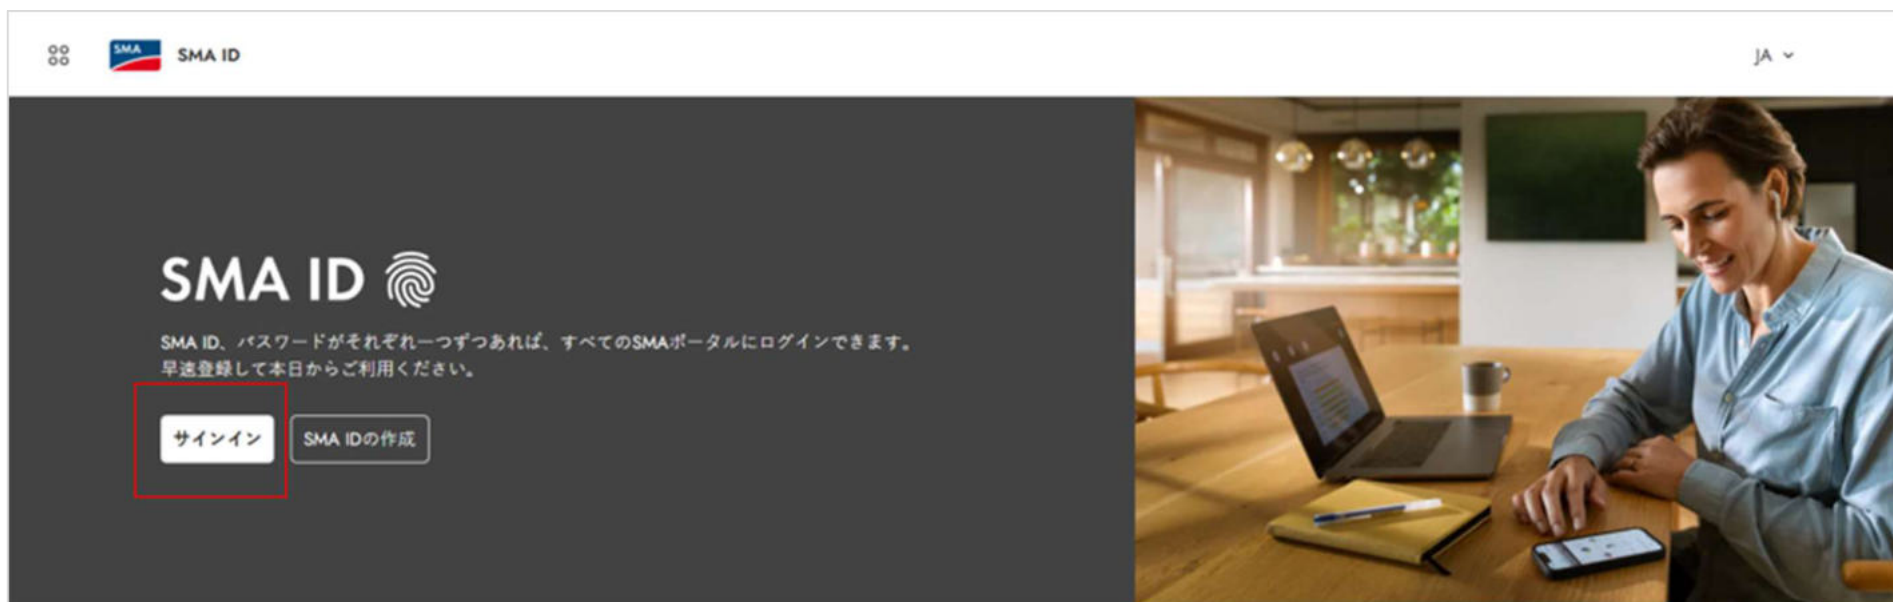 SMA
SMA ID
JA
SMA ID
SMA ID、パスワードがそれぞれ一つずつあれば、すべてのSMAポータルにログインできます。
早速登録して本日からご利用ください。
サインイン
SMA IDの作成